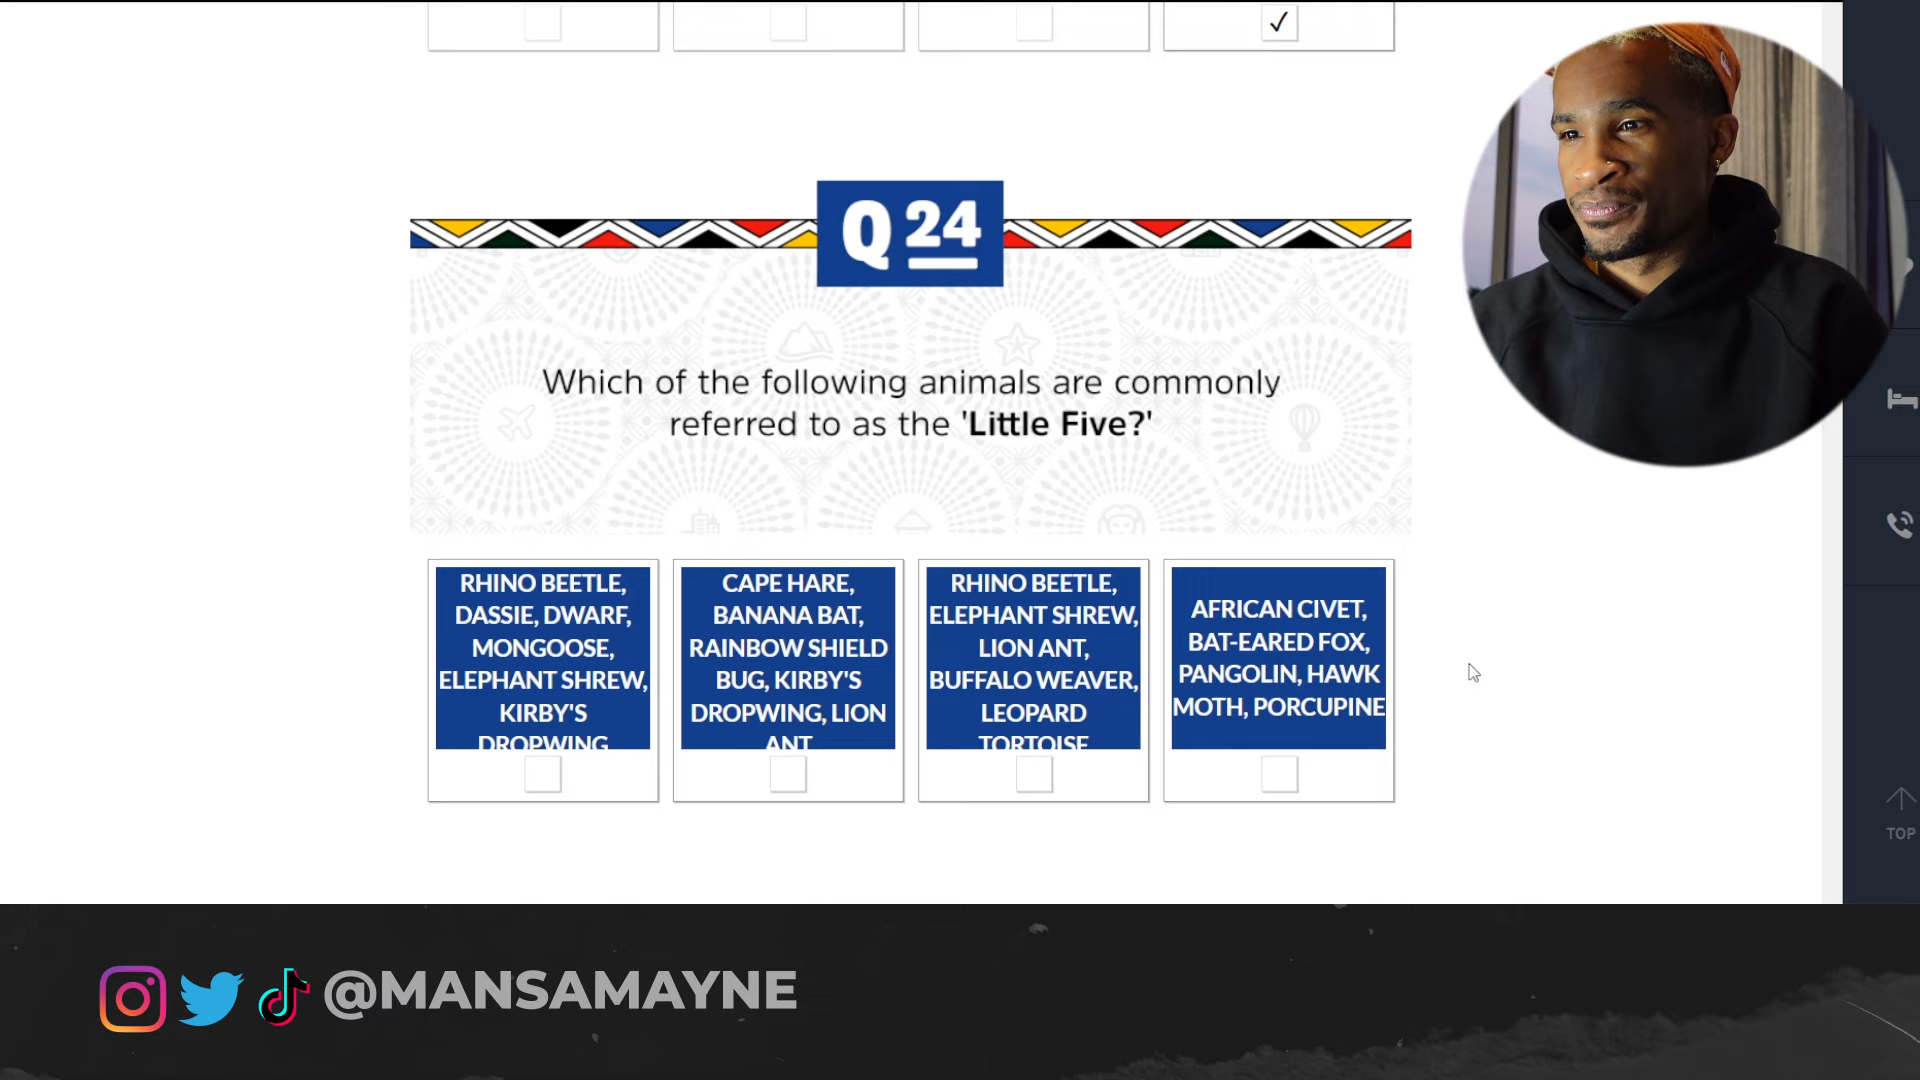 ✓
Q 24
Which of the following animals are commonly
referred to as the 'Little Five?'
RHINO BEETLE,
DASSIE, DWARF,
MONGOOSE,
ELEPHANT SHREW,
KIRBY'S
DROPWING
CAPE HARE,
BANANA BAT,
RAINBOW SHIELD
BUG, KIRBY'S
DROPWING, LION
ANT
RHINO BEETLE,
ELEPHANT SHREW,
LION ANT,
BUFFALO WEAVER,
LEOPARD
TORTOISE
AFRICAN CIVET,
BAT-EARED FOX,
PANGOLIN, HAWK
MOTH, PORCUPINE
TOP
@MANSAMAYNE